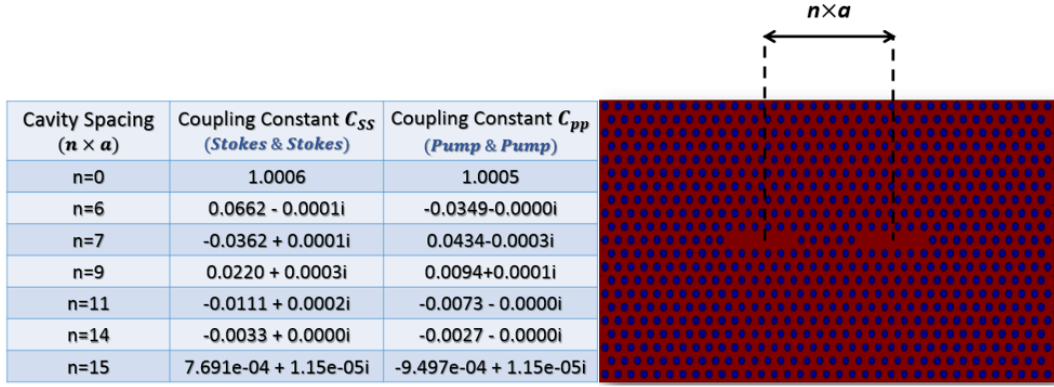 n×a
Cavity Spacing Coupling Constant C_SS Coupling Constant C_pp
(n × a) (Stokes & Stokes) (Pump & Pump)
n=0 1.0006 1.0005
n=6 0.0662 - 0.0001i -0.0349-0.0000i
n=7 -0.0362 + 0.0001i 0.0434-0.0003i
n=9 0.0220 + 0.0003i 0.0094+0.0001i
n=11 -0.0111 + 0.0002i -0.0073 - 0.0000i
n=14 -0.0033 + 0.0000i -0.0027 - 0.0000i
n=15 7.691e-04 + 1.15e-05i -9.497e-04 + 1.15e-05i